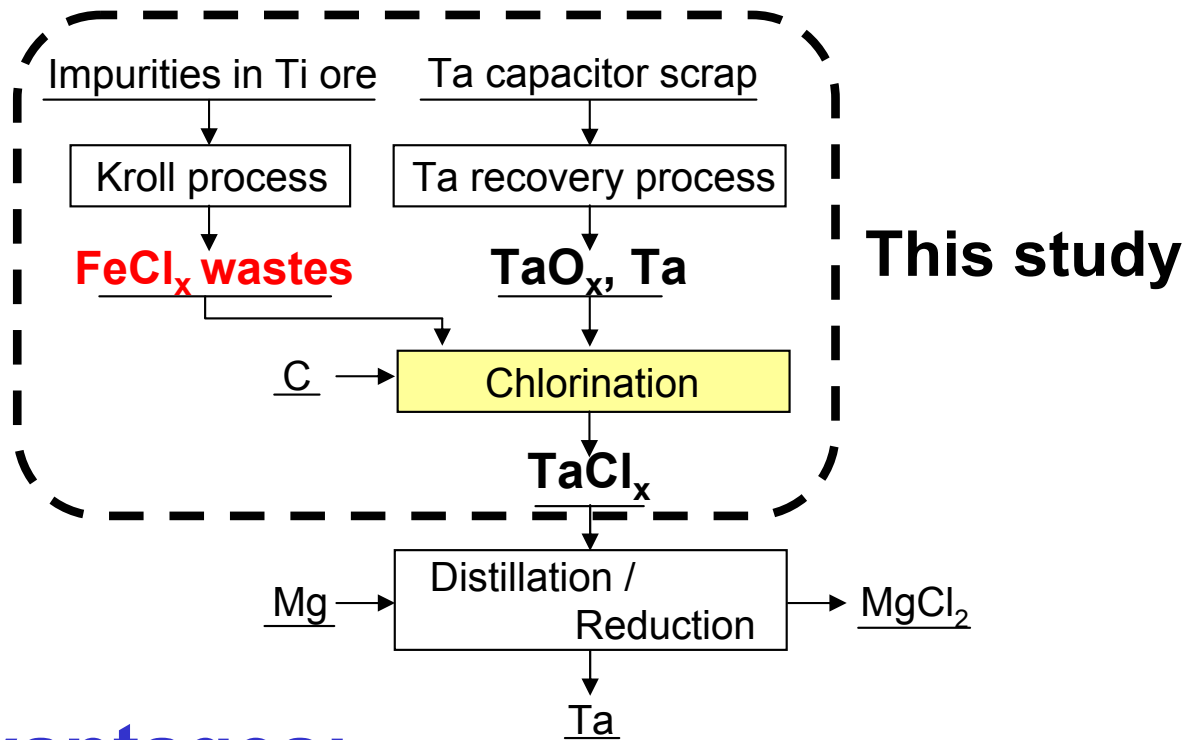 Impurities in Ti ore
Ta capacitor scrap
Kroll process
Ta recovery process
FeClₓ wastes
TaOₓ, Ta
This study
C
Chlorination
TaClₓ
Mg
Distillation /
Reduction
MgCl₂
Ta